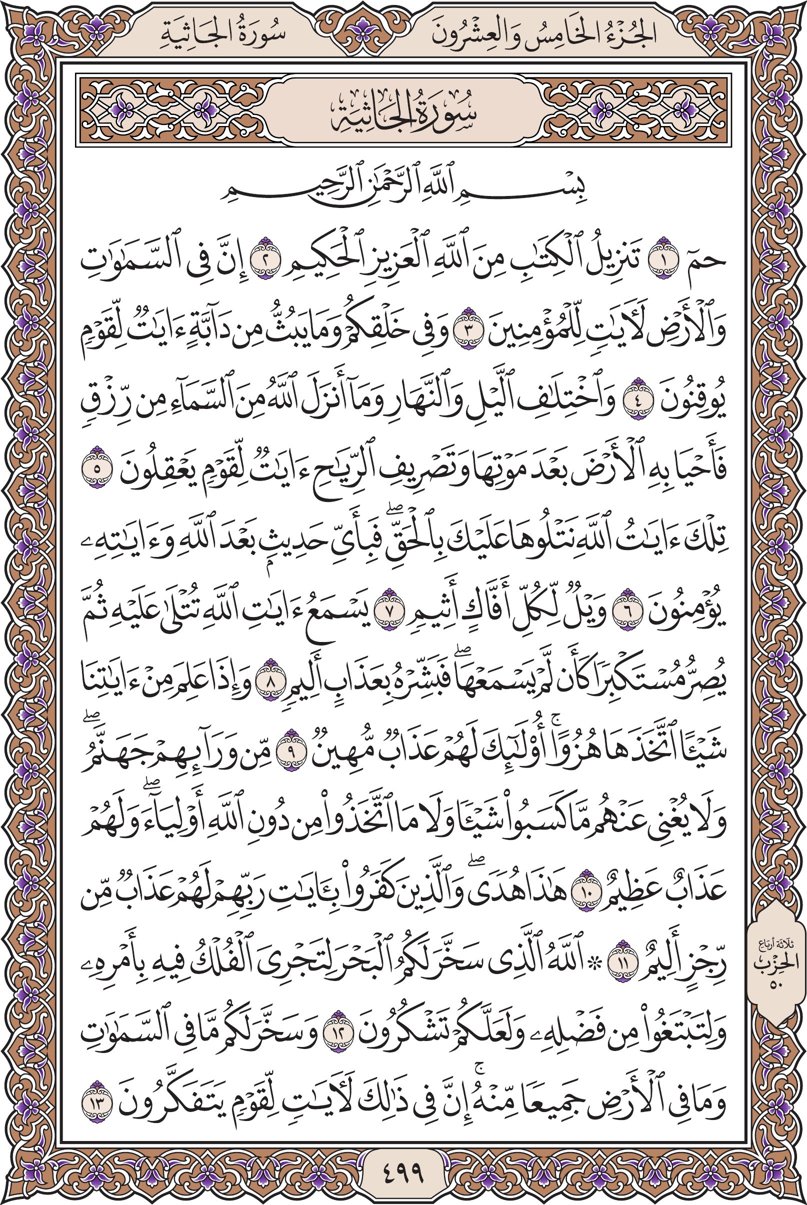 سُورَةُ الجَاثِيَةِ
الجُزْءُ الخَامِسُ وَالعِشْرُونَ
سُورَةُ الجَاثِيَةِ
بِسْمِ ٱللَّهِ ٱلرَّحْمَٰنِ ٱلرَّحِيمِ
حمٓ ١ تَنزِيلُ ٱلْكِتَٰبِ مِنَ ٱللَّهِ ٱلْعَزِيزِ ٱلْحَكِيمِ ٢ إِنَّ فِى ٱلسَّمَٰوَٰتِ
وَٱلْأَرْضِ لَءَايَٰتٍ لِّلْمُؤْمِنِينَ ٣ وَفِى خَلْقِكُمْ وَمَا يَبُثُّ مِن دَآبَّةٍ ءَايَٰتٌ لِّقَوْمٍ
يُوقِنُونَ ٤ وَٱخْتِلَٰفِ ٱلَّيْلِ وَٱلنَّهَارِ وَمَآ أَنزَلَ ٱللَّهُ مِنَ ٱلسَّمَآءِ مِن رِّزْقٍ
فَأَحْيَا بِهِ ٱلْأَرْضَ بَعْدَ مَوْتِهَا وَتَصْرِيفِ ٱلرِّيَٰحِ ءَايَٰتٌ لِّقَوْمٍ يَعْقِلُونَ ٥
تِلْكَ ءَايَٰتُ ٱللَّهِ نَتْلُوهَا عَلَيْكَ بِٱلْحَقِّ ۖ فَبِأَىِّ حَدِيثٍۭ بَعْدَ ٱللَّهِ وَءَايَٰتِهِۦ
يُؤْمِنُونَ ٦ وَيْلٌ لِّكُلِّ أَفَّاكٍ أَثِيمٍ ٧ يَسْمَعُ ءَايَٰتِ ٱللَّهِ تُتْلَىٰ عَلَيْهِ ثُمَّ
يُصِرُّ مُسْتَكْبِرًا كَأَن لَّمْ يَسْمَعْهَا ۖ فَبَشِّرْهُ بِعَذَابٍ أَلِيمٍ ٨ وَإِذَا عَلِمَ مِنْ ءَايَٰتِنَا
شَيْـًٔا ٱتَّخَذَهَا هُزُوًا ۚ أُو۟لَٰٓئِكَ لَهُمْ عَذَابٌ مُّهِينٌ ٩ مِّن وَرَآئِهِمْ جَهَنَّمُ ۖ
وَلَا يُغْنِى عَنْهُم مَّا كَسَبُوا۟ شَيْـًٔا وَلَا مَا ٱتَّخَذُوا۟ مِن دُونِ ٱللَّهِ أَوْلِيَآءَ ۖ وَلَهُمْ
عَذَابٌ عَظِيمٌ ١٠ هَٰذَا هُدًى ۖ وَٱلَّذِينَ كَفَرُوا۟ بِـَٔايَٰتِ رَبِّهِمْ لَهُمْ عَذَابٌ مِّن
رِّجْزٍ أَلِيمٌ ١١ ۞ ٱللَّهُ ٱلَّذِى سَخَّرَ لَكُمُ ٱلْبَحْرَ لِتَجْرِىَ ٱلْفُلْكُ فِيهِ بِأَمْرِهِۦ
وَلِتَبْتَغُوا۟ مِن فَضْلِهِۦ وَلَعَلَّكُمْ تَشْكُرُونَ ١٢ وَسَخَّرَ لَكُم مَّا فِى ٱلسَّمَٰوَٰتِ
وَمَا فِى ٱلْأَرْضِ جَمِيعًا مِّنْهُ ۚ إِنَّ فِى ذَٰلِكَ لَءَايَٰتٍ لِّقَوْمٍ يَتَفَكَّرُونَ ١٣
ثلاثة أرباع
الحِزْب
٥٠
٤٩٩